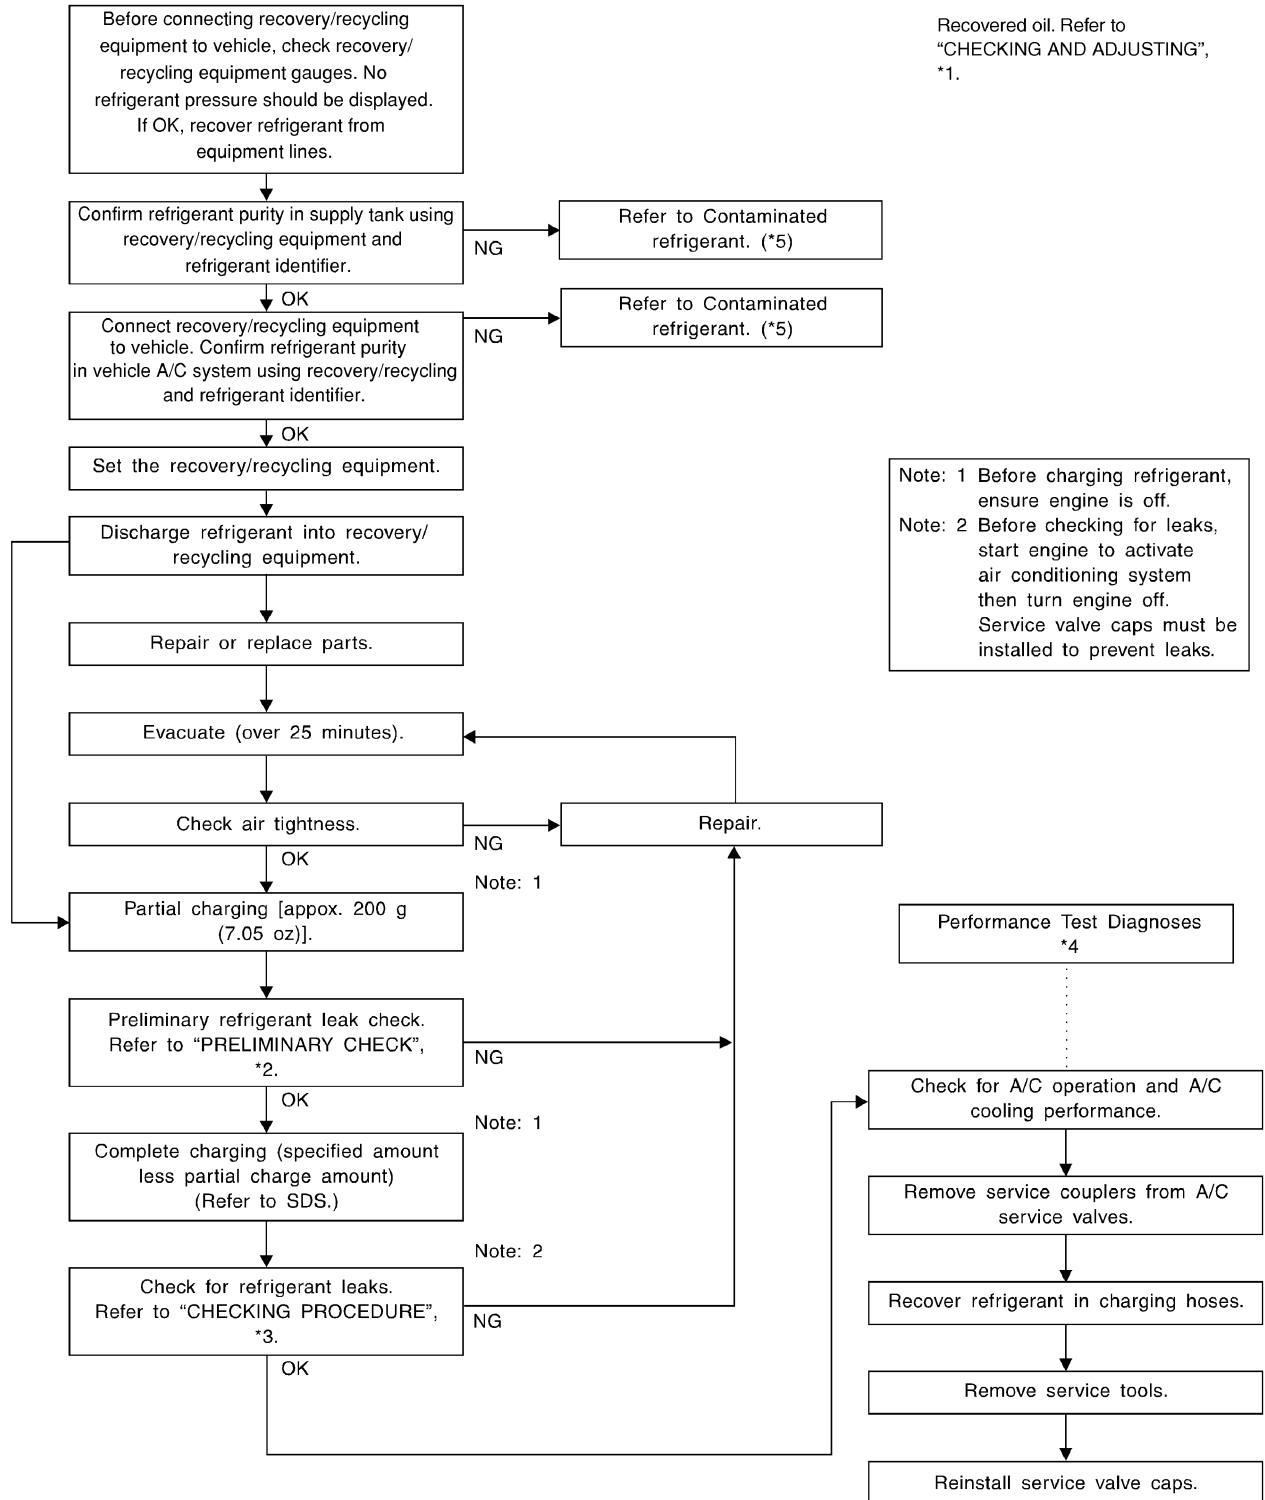 Before connecting recovery/recycling
equipment to vehicle, check recovery/
recycling equipment gauges. No
refrigerant pressure should be displayed.
If OK, recover refrigerant from
equipment lines.
Recovered oil. Refer to
“CHECKING AND ADJUSTING”,
*1.
Confirm refrigerant purity in supply tank using
recovery/recycling equipment and
refrigerant identifier.
NG
Refer to Contaminated
refrigerant. (*5)
OK
Connect recovery/recycling equipment
to vehicle. Confirm refrigerant purity
in vehicle A/C system using recovery/recycling
and refrigerant identifier.
NG
Refer to Contaminated
refrigerant. (*5)
OK
Set the recovery/recycling equipment.
Discharge refrigerant into recovery/
recycling equipment.
Note: 1 Before charging refrigerant,
ensure engine is off.
Note: 2 Before checking for leaks,
start engine to activate
air conditioning system
then turn engine off.
Service valve caps must be
installed to prevent leaks.
Repair or replace parts.
Evacuate (over 25 minutes).
Check air tightness.
NG
Repair.
OK
Note: 1
Partial charging [appox. 200 g
(7.05 oz)].
Preliminary refrigerant leak check.
Refer to “PRELIMINARY CHECK”,
*2.
NG
OK
Note: 1
Complete charging (specified amount
less partial charge amount)
(Refer to SDS.)
Note: 2
Check for refrigerant leaks.
Refer to “CHECKING PROCEDURE”,
*3.
NG
OK
Performance Test Diagnoses
*4
Check for A/C operation and A/C
cooling performance.
Remove service couplers from A/C
service valves.
Recover refrigerant in charging hoses.
Remove service tools.
Reinstall service valve caps.